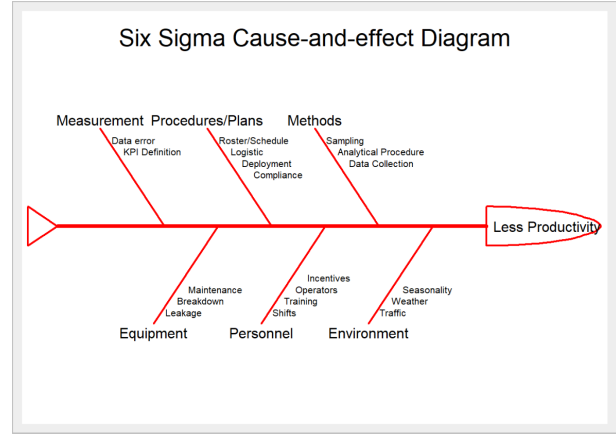 Six Sigma Cause-and-effect Diagram
Measurement Procedures/Plans Methods
Data error
KPI Definition
Roster/Schedule
Logistic
Deployment
Compliance
Sampling
Analytical Procedure
Data Collection
Less Productivity
Maintenance
Breakdown
Leakage
Incentives
Operators
Training
Shifts
Seasonality
Weather
Traffic
Equipment Personnel Environment